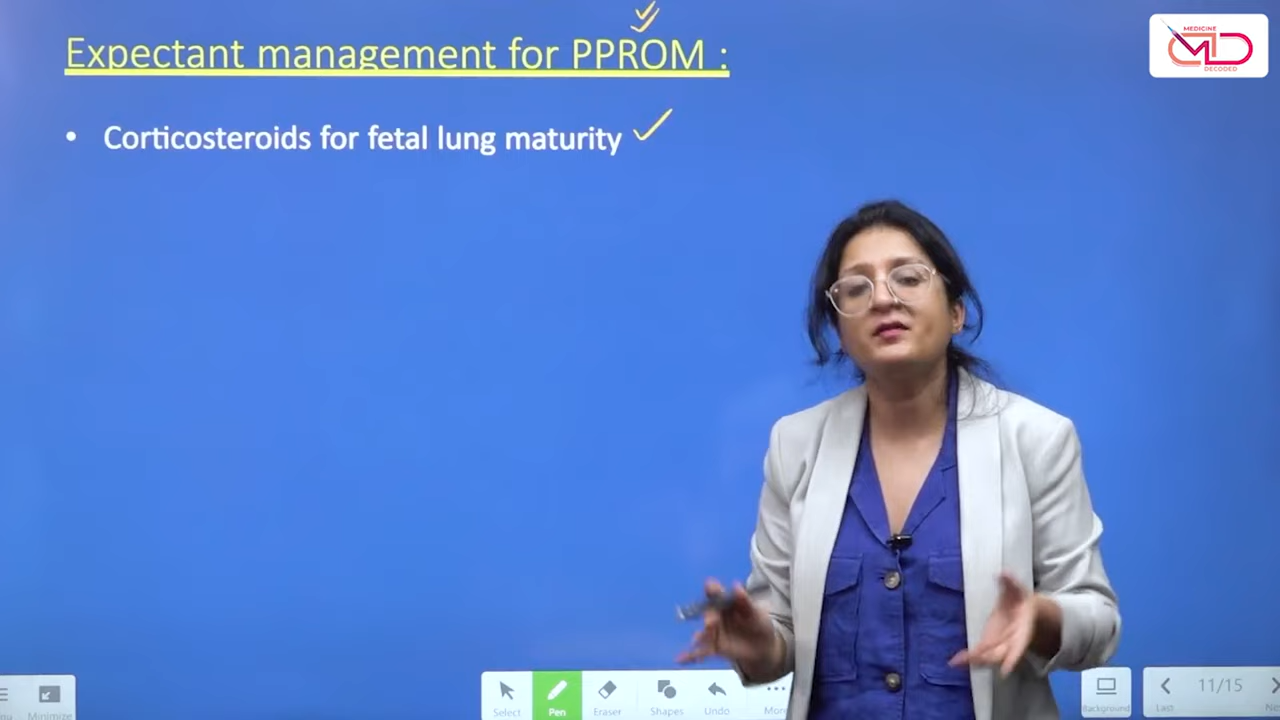 Expectant management for PPROM :
• Corticosteroids for fetal lung maturity
MEDICINE
MD
DECODED
Minimize
Select
Pen
Eraser
Shapes
Undo
Background
Last
11/15